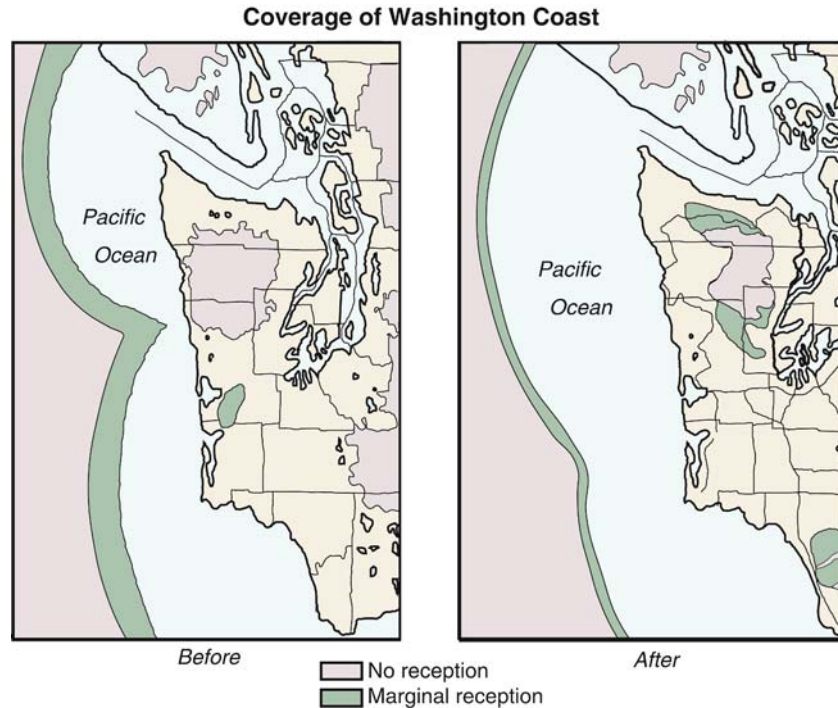 Coverage of Washington Coast
Pacific
Ocean
Pacific
Ocean
Before
After
No reception
Marginal reception